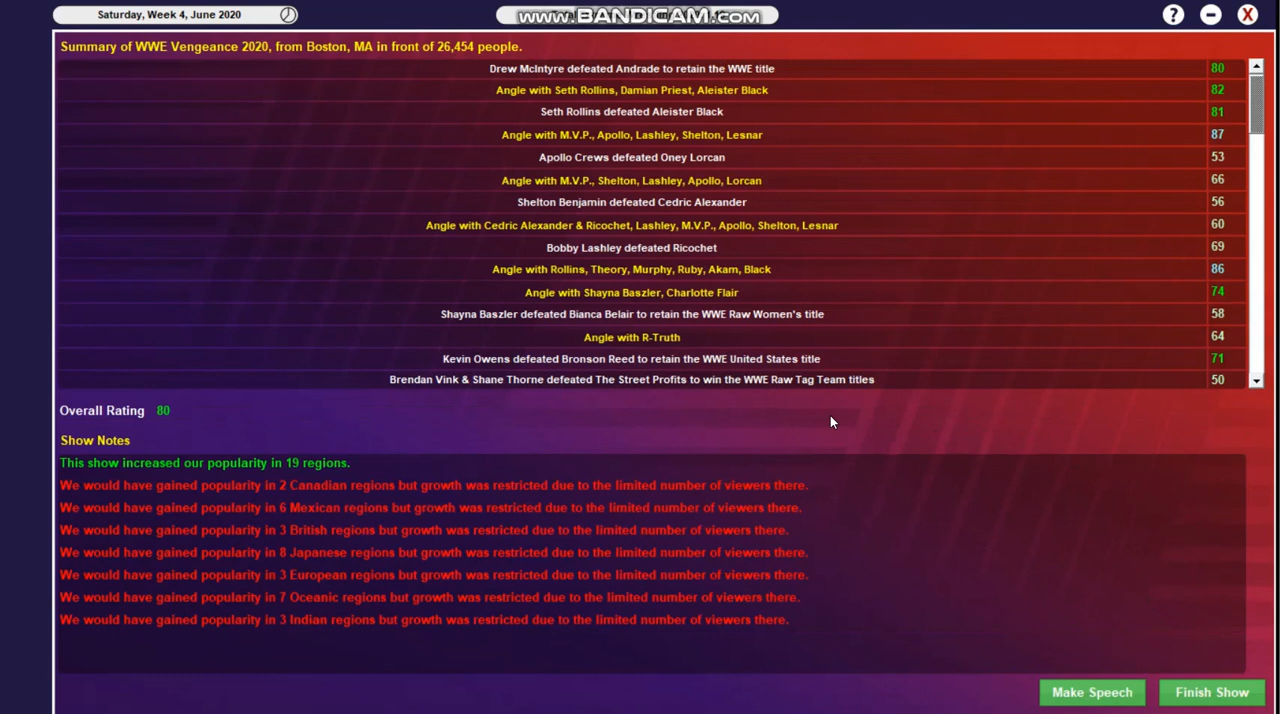 Saturday, Week 4, June 2020
www.BANDICAM.com
?
X
Summary of WWE Vengeance 2020, from Boston, MA in front of 26,454 people.
Drew McIntyre defeated Andrade to retain the WWE title 80
Angle with Seth Rollins, Damian Priest, Aleister Black 82
Seth Rollins defeated Aleister Black 81
Angle with M.V.P., Apollo, Lashley, Shelton, Lesnar 87
Apollo Crews defeated Oney Lorcan 53
Angle with M.V.P., Shelton, Lashley, Apollo, Lorcan 66
Shelton Benjamin defeated Cedric Alexander 56
Angle with Cedric Alexander & Ricochet, Lashley, M.V.P., Apollo, Shelton, Lesnar 60
Bobby Lashley defeated Ricochet 69
Angle with Rollins, Theory, Murphy, Ruby, Akam, Black 86
Angle with Shayna Baszler, Charlotte Flair 74
Shayna Baszler defeated Bianca Belair to retain the WWE Raw Women's title 58
Angle with R-Truth 64
Kevin Owens defeated Bronson Reed to retain the WWE United States title 71
Brendan Vink & Shane Thorne defeated The Street Profits to win the WWE Raw Tag Team titles 50
Overall Rating 80
Show Notes
This show increased our popularity in 19 regions.
We would have gained popularity in 2 Canadian regions but growth was restricted due to the limited number of viewers there.
We would have gained popularity in 6 Mexican regions but growth was restricted due to the limited number of viewers there.
We would have gained popularity in 3 British regions but growth was restricted due to the limited number of viewers there.
We would have gained popularity in 8 Japanese regions but growth was restricted due to the limited number of viewers there.
We would have gained popularity in 3 European regions but growth was restricted due to the limited number of viewers there.
We would have gained popularity in 7 Oceanic regions but growth was restricted due to the limited number of viewers there.
We would have gained popularity in 3 Indian regions but growth was restricted due to the limited number of viewers there.
Make Speech Finish Show